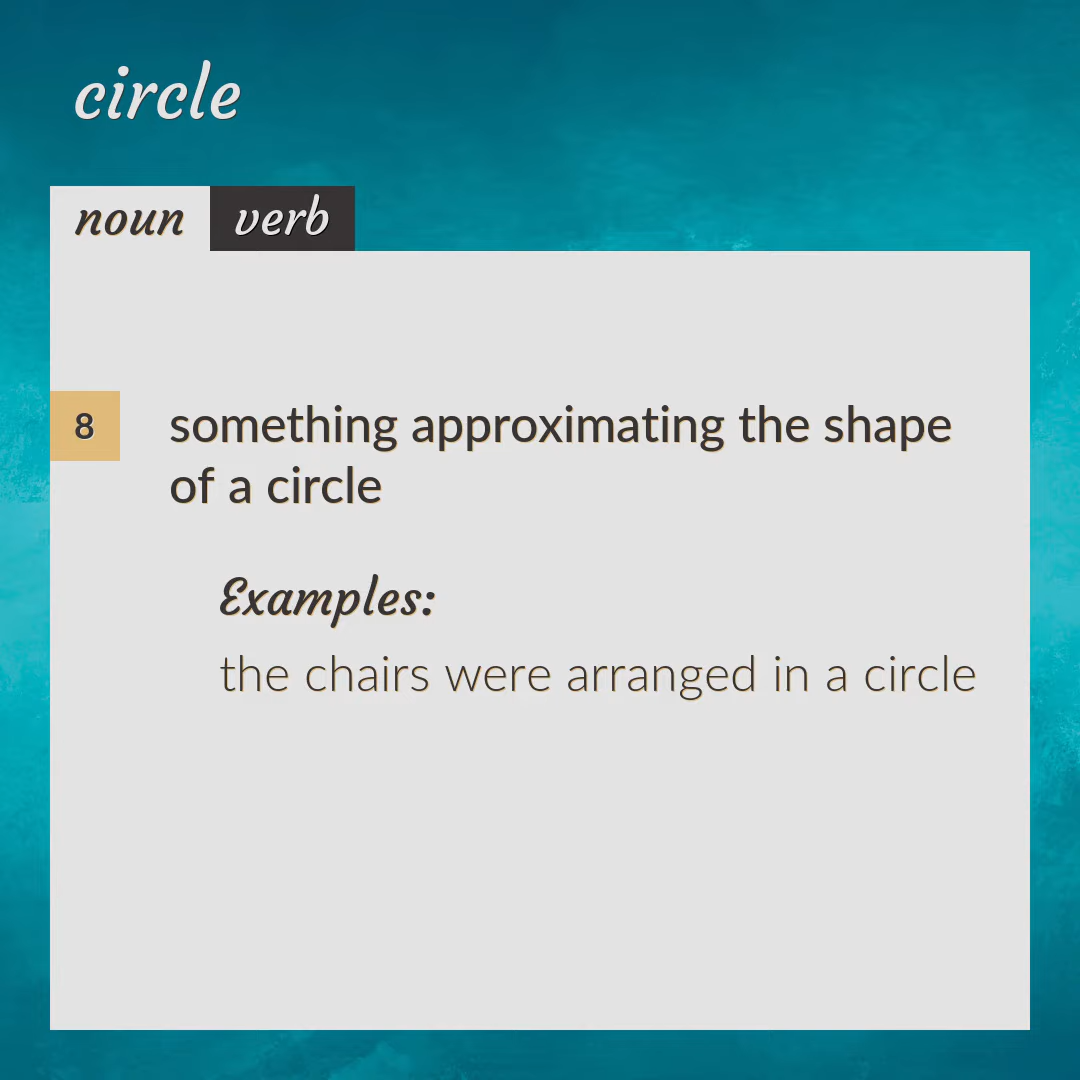 circle
noun verb
8 something approximating the shape
of a circle
Examples:
the chairs were arranged in a circle